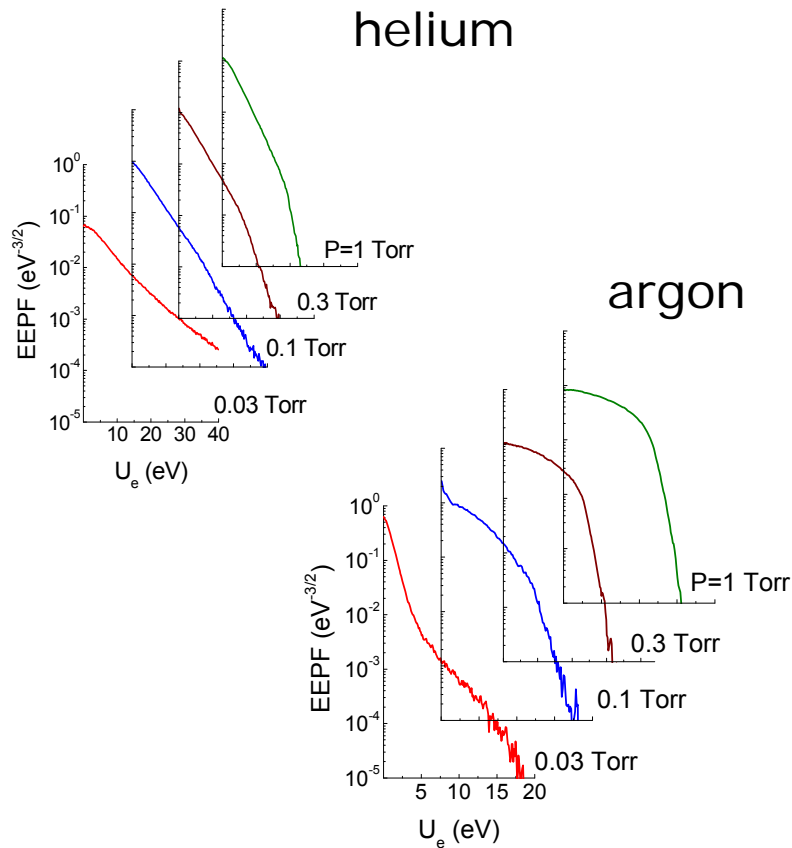 helium
10^0
10^-1
10^-2
10^-3
10^-4
10^-5
EEPF (eV^-3/2)
10 20 30 40
U_e (eV)
P=1 Torr
0.3 Torr
0.1 Torr
0.03 Torr
argon
10^0
10^-1
10^-2
10^-3
10^-4
10^-5
EEPF (eV^-3/2)
5 10 15 20
U_e (eV)
P=1 Torr
0.3 Torr
0.1 Torr
0.03 Torr